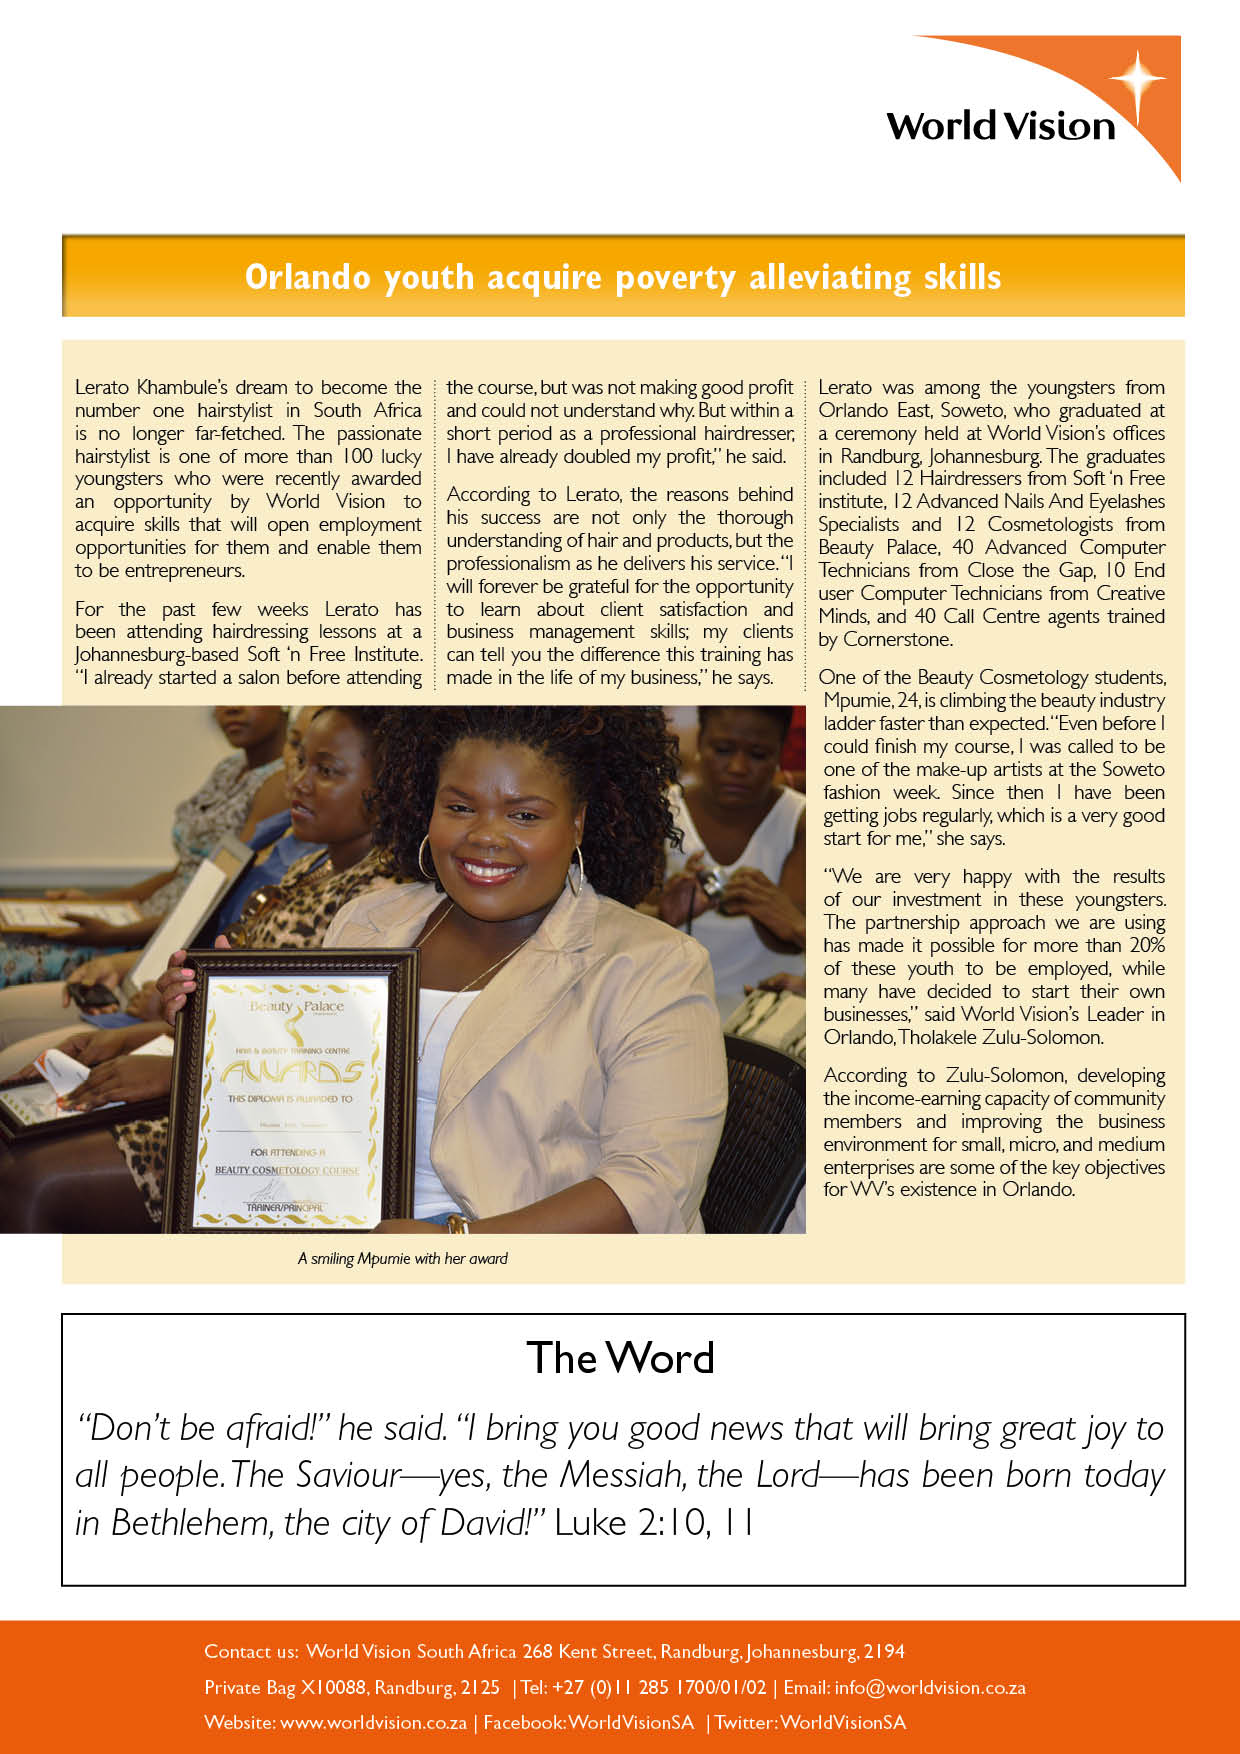 World Vision
Orlando youth acquire poverty alleviating skills
Lerato Khambule’s dream to become the
number one hairstylist in South Africa
is no longer far-fetched. The passionate
hairstylist is one of more than 100 lucky
youngsters who were recently awarded
an opportunity by World Vision to
acquire skills that will open employment
opportunities for them and enable them
to be entrepreneurs.
For the past few weeks Lerato has
been attending hairdressing lessons at a
Johannesburg-based Soft ‘n Free Institute.
“I already started a salon before attending
the course, but was not making good profit
and could not understand why. But within a
short period as a professional hairdresser,
I have already doubled my profit,” he said.
According to Lerato, the reasons behind
his success are not only the thorough
understanding of hair and products, but the
professionalism as he delivers his service. “I
will forever be grateful for the opportunity
to learn about client satisfaction and
business management skills; my clients
can tell you the difference this training has
made in the life of my business,” he says.
Lerato was among the youngsters from
Orlando East, Soweto, who graduated at
a ceremony held at World Vision’s offices
in Randburg, Johannesburg. The graduates
included 12 Hairdressers from Soft ‘n Free
institute, 12 Advanced Nails And Eyelashes
Specialists and 12 Cosmetologists from
Beauty Palace, 40 Advanced Computer
Technicians from Close the Gap, 10 End
user Computer Technicians from Creative
Minds, and 40 Call Centre agents trained
by Cornerstone.
One of the Beauty Cosmetology students,
Mpumie, 24, is climbing the beauty industry
ladder faster than expected. “Even before I
could finish my course, I was called to be
one of the make-up artists at the Soweto
fashion week. Since then I have been
getting jobs regularly, which is a very good
start for me,” she says.
“We are very happy with the results
of our investment in these youngsters.
The partnership approach we are using
has made it possible for more than 20%
of these youth to be employed, while
many have decided to start their own
businesses,” said World Vision’s Leader in
Orlando, Tholakele Zulu-Solomon.
According to Zulu-Solomon, developing
the income-earning capacity of community
members and improving the business
environment for small, micro, and medium
enterprises are some of the key objectives
for WV’s existence in Orlando.
Beauty Palace
HAIR & BEAUTY TRAINING CENTRE
AWARDS
THIS DIPLOMA IS AWARDED TO
FOR ATTENDING A
BEAUTY COSMETOLOGY COURSE
TRAINER/PRINCIPAL
A smiling Mpumie with her award
The Word
“Don’t be afraid!” he said. “I bring you good news that will bring great joy to
all people. The Saviour—yes, the Messiah, the Lord—has been born today
in Bethlehem, the city of David!” Luke 2:10, 11
Contact us: World Vision South Africa 268 Kent Street, Randburg, Johannesburg, 2194
Private Bag X10088, Randburg, 2125 | Tel: +27 (0)11 285 1700/01/02 | Email: info@worldvision.co.za
Website: www.worldvision.co.za | Facebook: WorldVisionSA | Twitter: WorldVisionSA